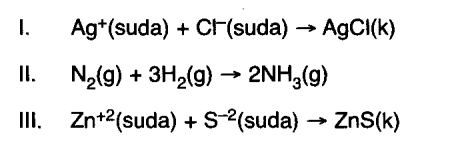 I. Ag⁺(suda) + Cl⁻(suda) → AgCl(k)
II. N₂(g) + 3H₂(g) → 2NH₃(g)
III. Zn⁺²(suda) + S⁻²(suda) → ZnS(k)